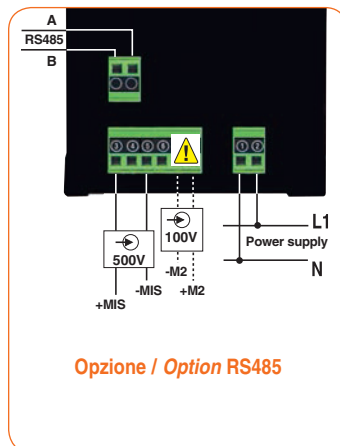 A
RS485
B
3 4 5 6
1 2
!
500V
100V
L1
Power supply
N
-M2
+M2
-MIS
+MIS
Opzione / Option RS485